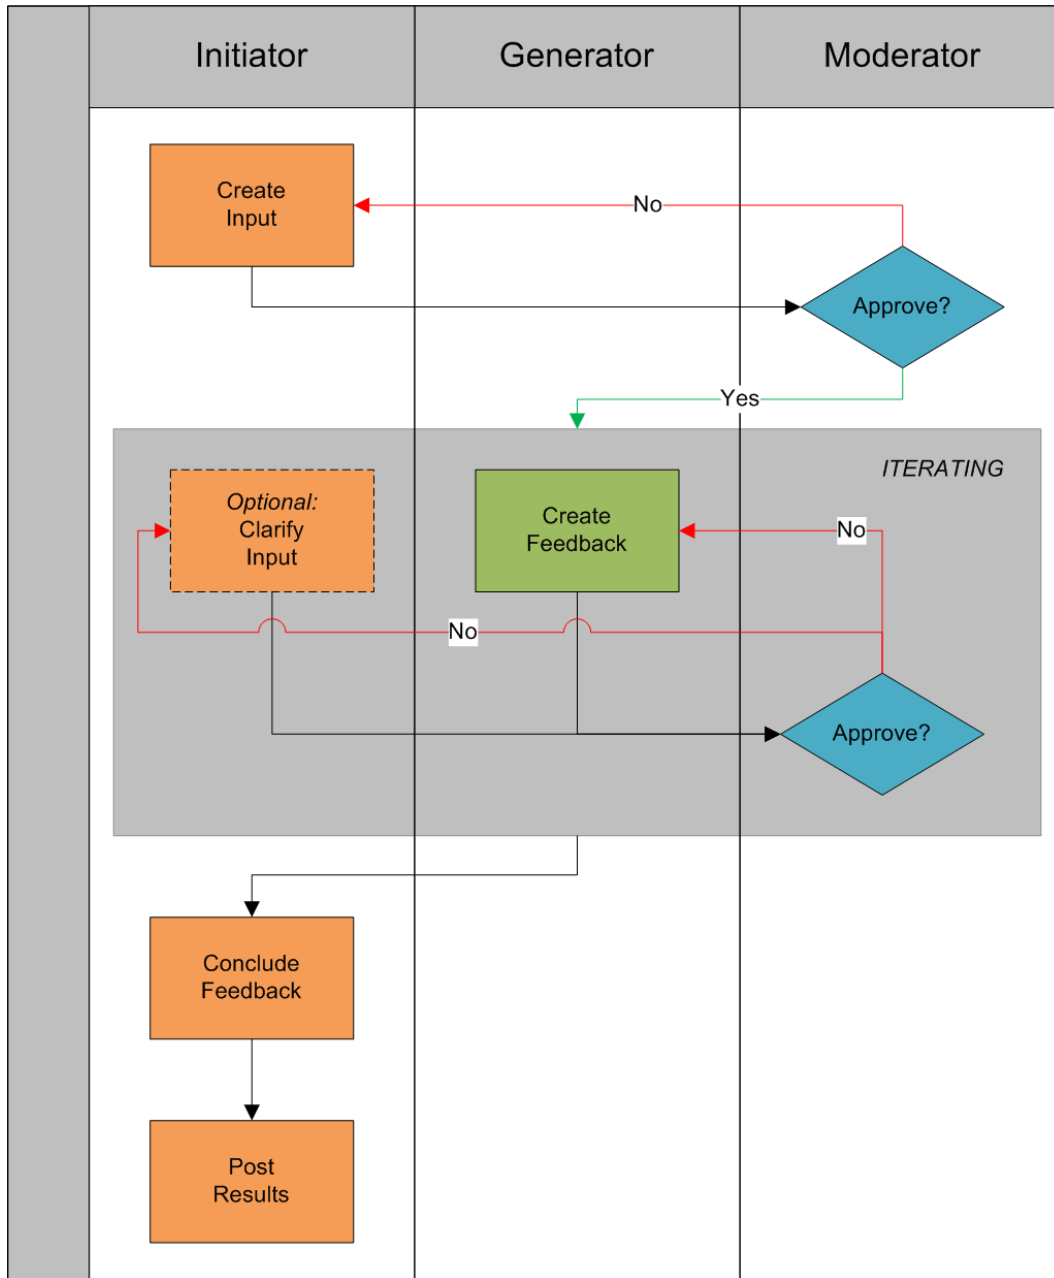 Initiator
Generator
Moderator
Create
Input
No
Approve?
Yes
ITERATING
Optional:
Clarify
Input
Create
Feedback
No
No
Approve?
Conclude
Feedback
Post
Results